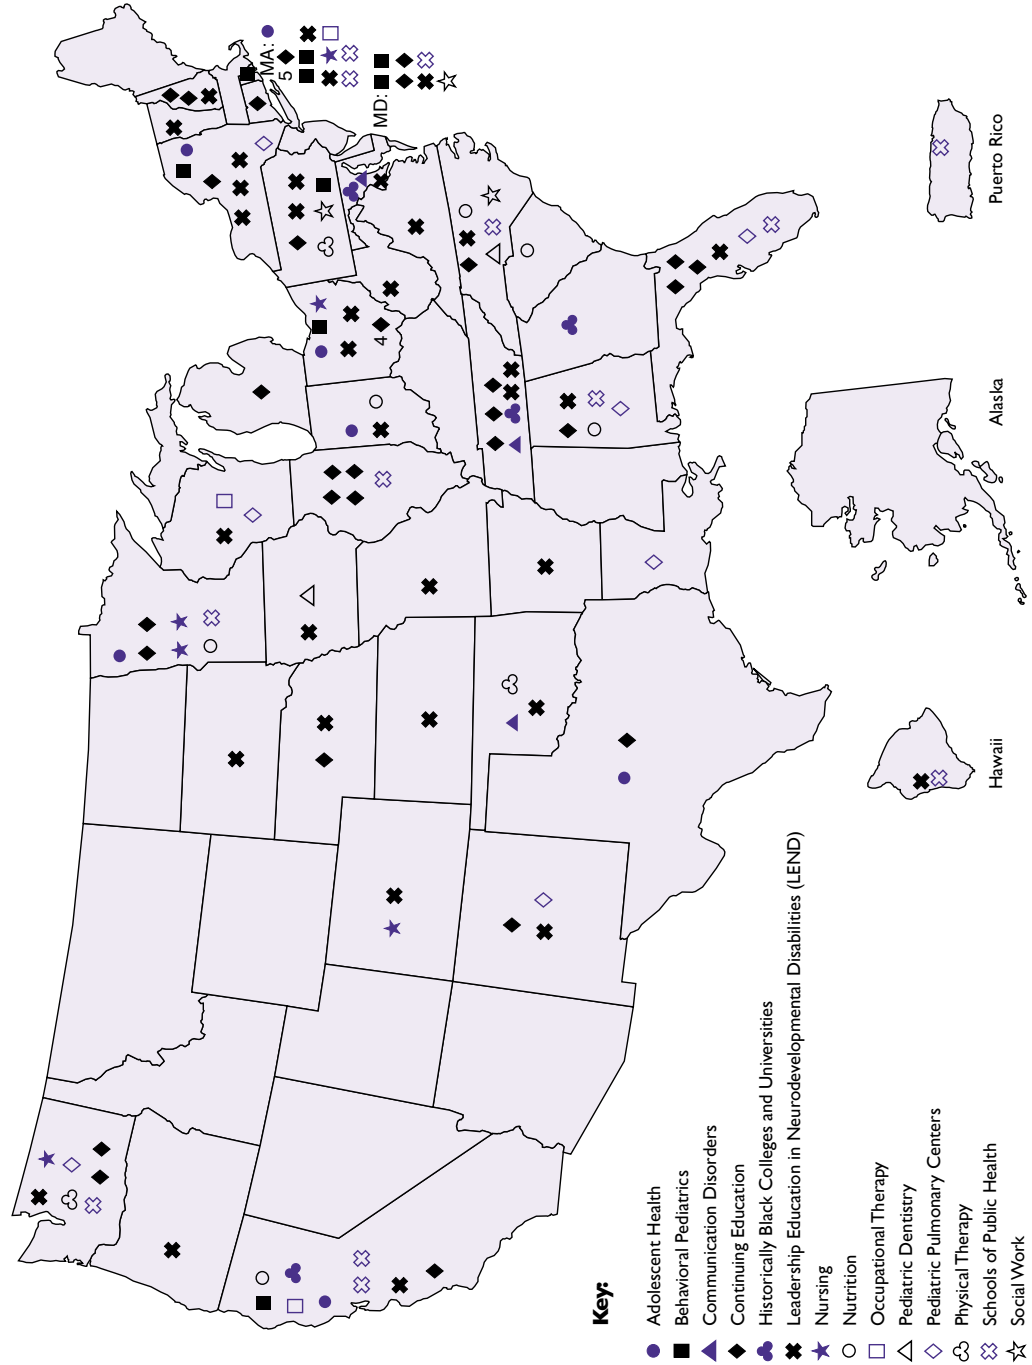 MA:
5
MD:
4
Puerto Rico
Alaska
Hawaii
Key:
Adolescent Health
Behavioral Pediatrics
Communication Disorders
Continuing Education
Historically Black Colleges and Universities
Leadership Education in Neurodevelopmental Disabilities (LEND)
Nursing
Nutrition
Occupational Therapy
Pediatric Dentistry
Pediatric Pulmonary Centers
Physical Therapy
Schools of Public Health
Social Work